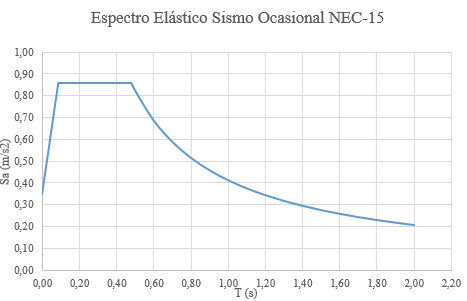 Espectro Elástico Sismo Ocasional NEC-15
1,00
0,90
0,80
0,70
0,60
0,50
0,40
0,30
0,20
0,10
0,00
Sa (m/s2)
0,00 0,20 0,40 0,60 0,80 1,00 1,20 1,40 1,60 1,80 2,00 2,20
T (s)